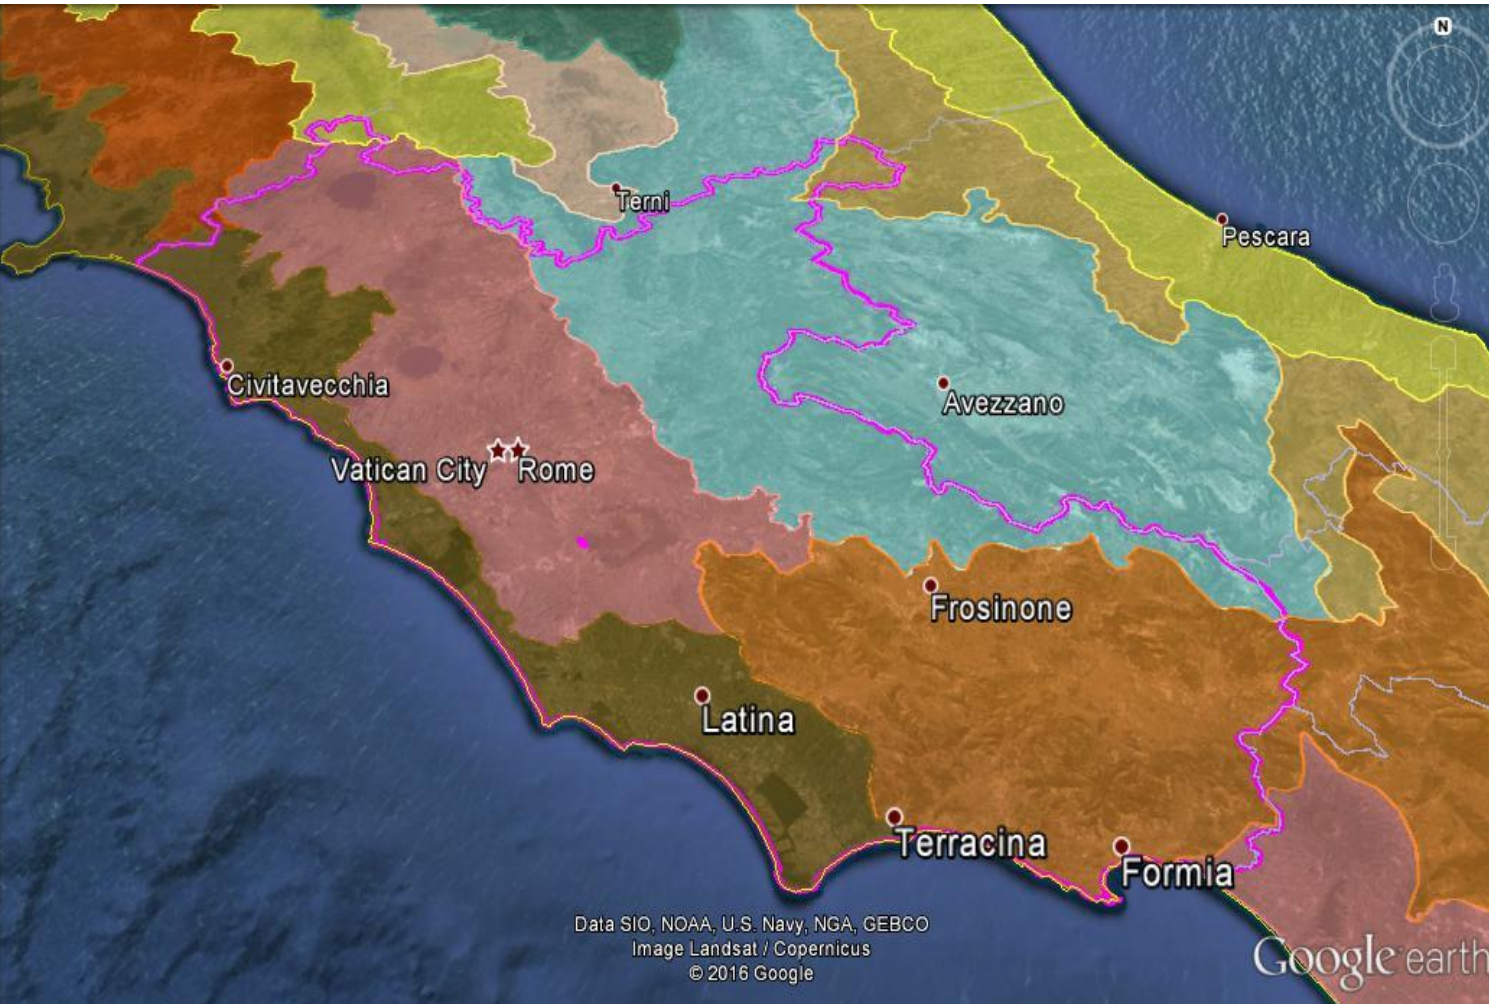 N
Terni
Pescara
Civitavecchia
Avezzano
Vatican City
Rome
Frosinone
Latina
Terracina
Formia
Data SIO, NOAA, U.S. Navy, NGA, GEBCO
Image Landsat / Copernicus
© 2016 Google
Google earth